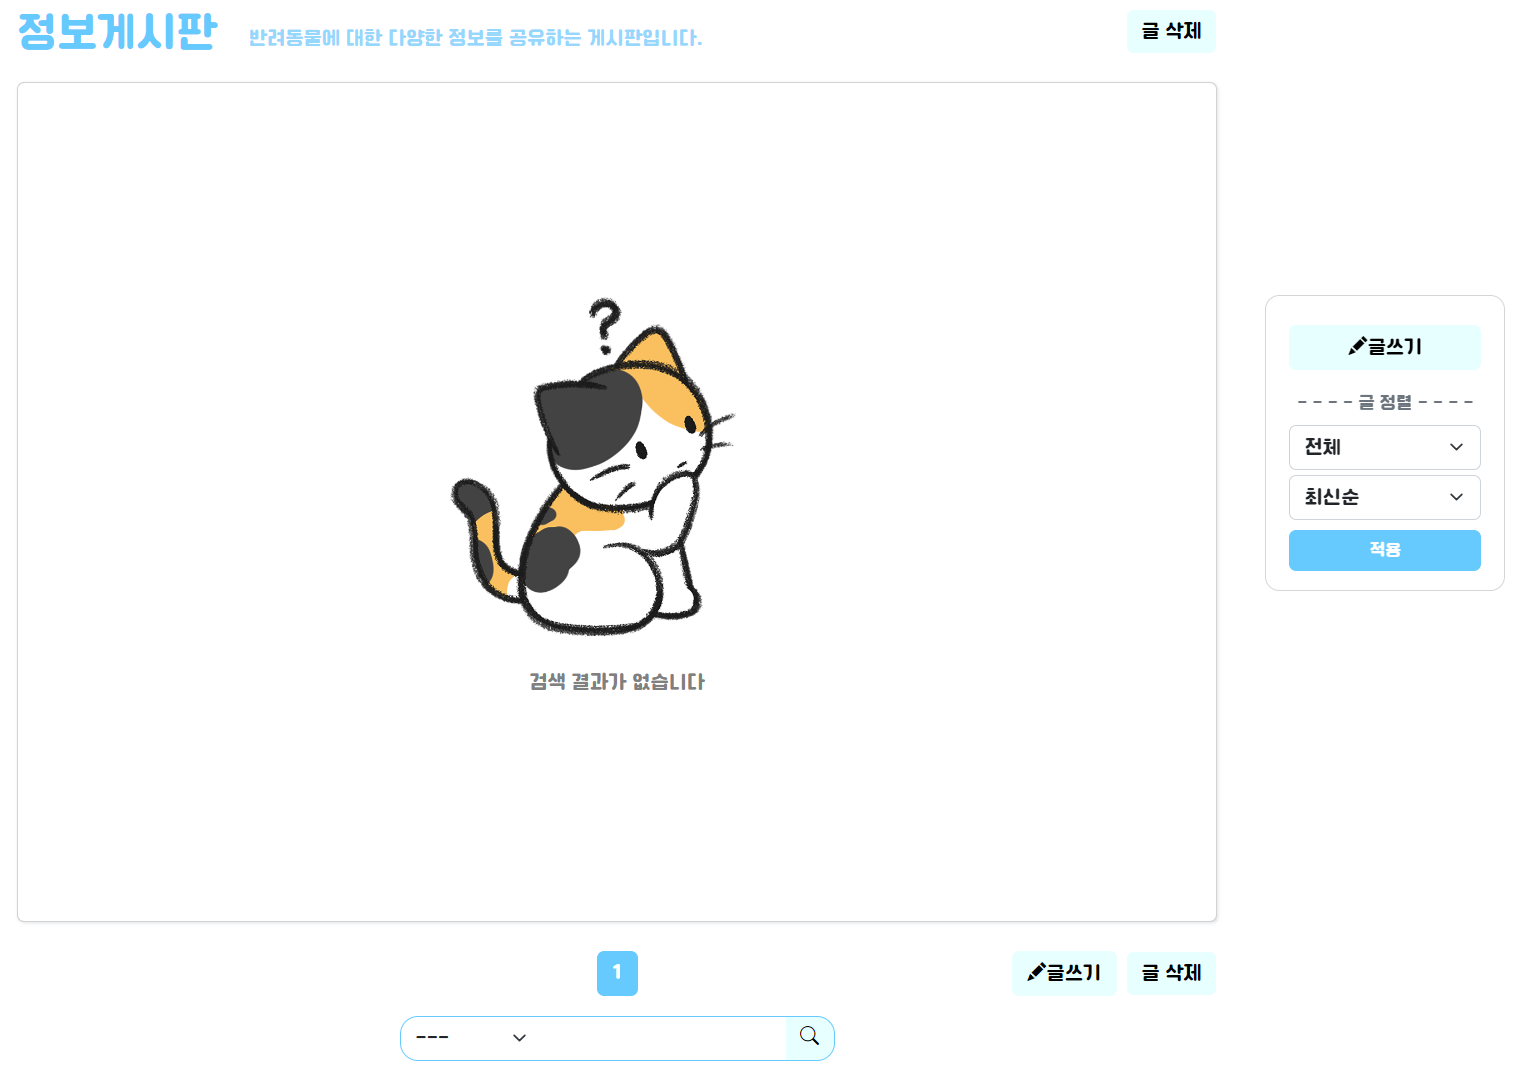 정보게시판 반려동물에 대한 다양한 정보를 공유하는 게시판입니다. 글 삭제
?
검색 결과가 없습니다
글쓰기
- - - - 글 정렬 - - - -
전체
최신순
적용
1 글쓰기 글 삭제
---